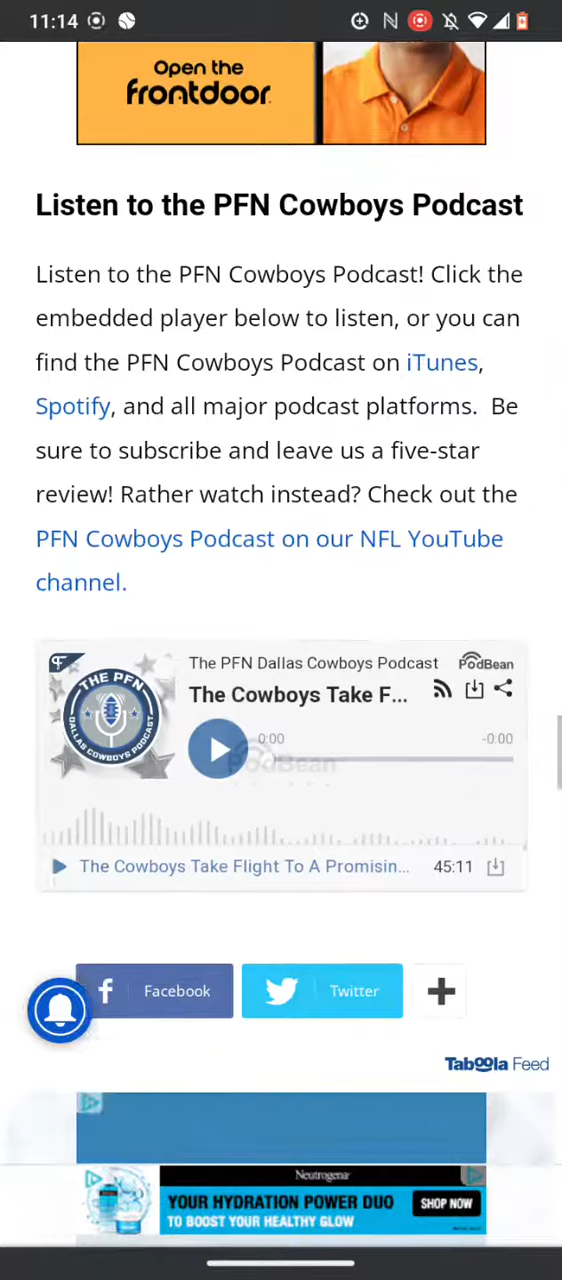 11:14
Open the
frontdoor
Listen to the PFN Cowboys Podcast
Listen to the PFN Cowboys Podcast! Click the
embedded player below to listen, or you can
find the PFN Cowboys Podcast on iTunes,
Spotify, and all major podcast platforms.  Be
sure to subscribe and leave us a five-star
review! Rather watch instead? Check out the
PFN Cowboys Podcast on our NFL YouTube
channel.
THE PFN
DALLAS COWBOYS PODCAST
The PFN Dallas Cowboys Podcast
PodBean
The Cowboys Take F...
0:00
-0:00
PodBean
The Cowboys Take Flight To A Promisin...
45:11
Facebook
Twitter
Taboola Feed
Neutrogena
YOUR HYDRATION POWER DUO
TO BOOST YOUR HEALTHY GLOW
SHOP NOW